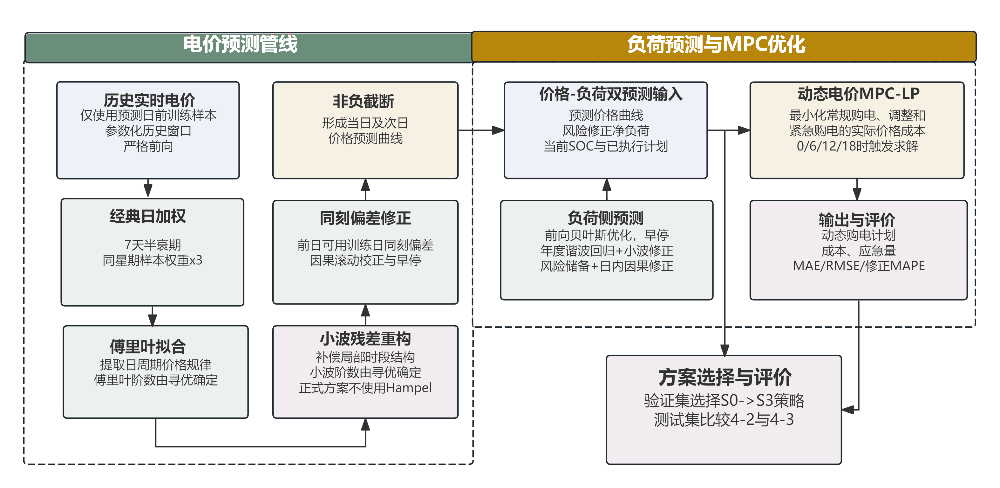 电价预测管线
历史实时电价
仅使用预测日前训练样本
参数化历史窗口
严格前向
经典日加权
7天半衰期
同星期样本权重x3
傅里叶拟合
提取日周期价格规律
傅里叶阶数由寻优确定
小波残差重构
补偿局部时段结构
小波阶数由寻优确定
正式方案不使用Hampel
同刻偏差修正
前日可用训练日同刻偏差
因果滚动校正与早停
非负截断
形成当日及次日
价格预测曲线
负荷预测与MPC优化
价格-负荷双预测输入
预测价格曲线
风险修正净负荷
当前SOC与已执行计划
负荷侧预测
前向贝叶斯优化，早停
年度谐波回归+小波修正
风险储备+日内因果修正
动态电价MPC-LP
最小化常规购电、调整和
紧急购电的实际价格成本
0/6/12/18时触发求解
输出与评价
动态购电计划
成本、应急量
MAE/RMSE/修正MAPE
方案选择与评价
验证集选择S0->S3策略
测试集比较4-2与4-3